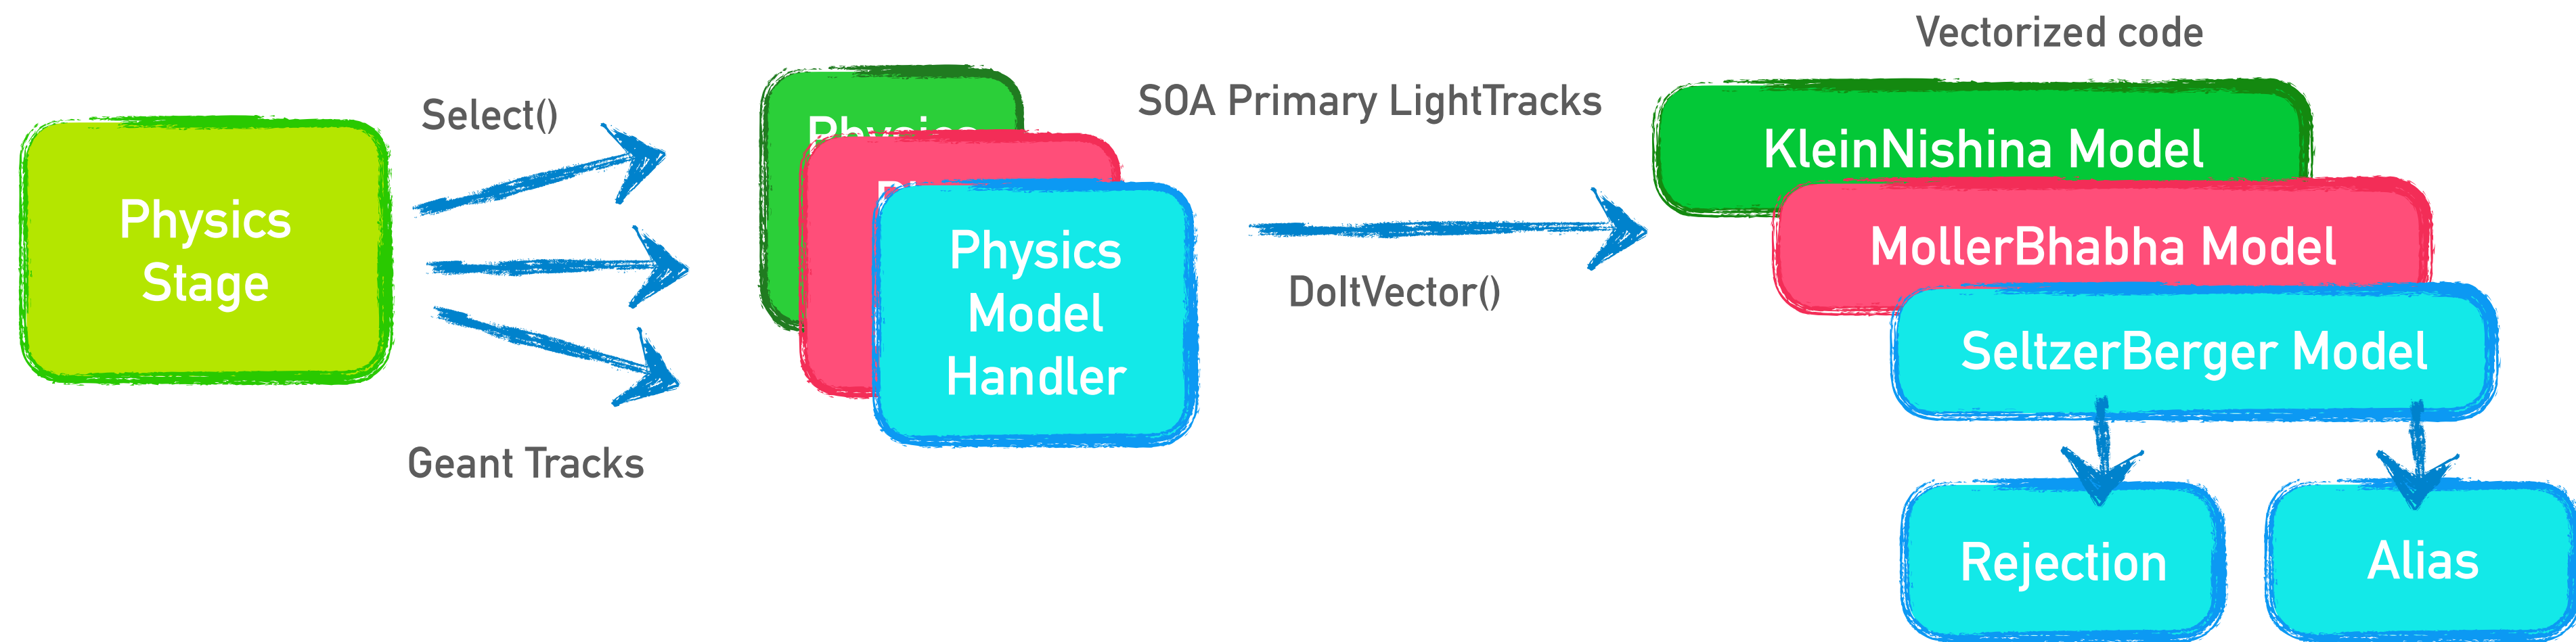 Physics
Stage
Select()
Geant Tracks
Physics
Physics
Model
Handler
SOA Primary LightTracks
DoItVector()
Vectorized code
KleinNishina Model
MollerBhabha Model
SeltzerBerger Model
Rejection
Alias